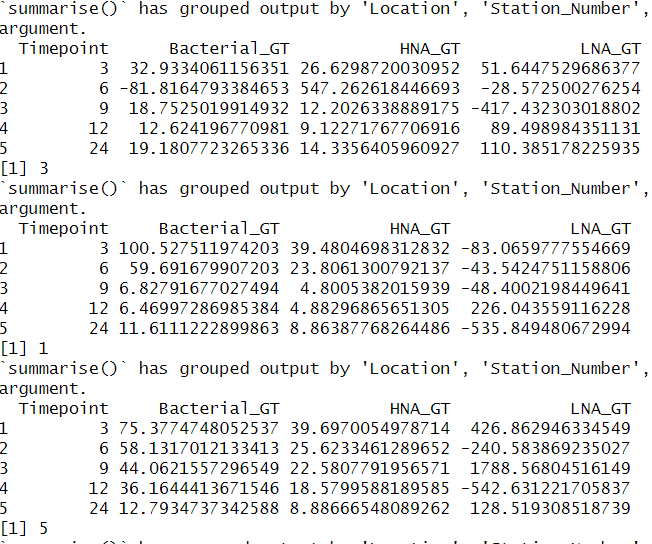 `summarise()` has grouped output by 'Location', 'Station_Number',
argument.
Timepoint Bacterial_GT HNA_GT LNA_GT
1 3 32.9334061156351 26.6298720030952 51.6447529686377
2 6 -81.8164793384653 547.262618446693 -28.572500276254
3 9 18.7525019914932 12.2026338889175 -417.432303018802
4 12 12.624196770981 9.12271767706916 89.498984351131
5 24 19.1807723265336 14.3356405960927 110.385178225935
[1] 3
`summarise()` has grouped output by 'Location', 'Station_Number',
argument.
Timepoint Bacterial_GT HNA_GT LNA_GT
1 3 100.527511974203 39.4804698312832 -83.0659777554669
2 6 59.691679907203 23.8061300792137 -43.5424751158806
3 9 6.82791677027494 4.8005382015939 -48.4002198449641
4 12 6.46997286985384 4.88296865651305 226.043559116228
5 24 11.6111222899863 8.86387768264486 -535.849480672994
[1] 1
`summarise()` has grouped output by 'Location', 'Station_Number',
argument.
Timepoint Bacterial_GT HNA_GT LNA_GT
1 3 75.3774748052537 39.6970054978714 426.862946334549
2 6 58.1317012133413 25.6233461289652 -240.583869235027
3 9 44.0621557296549 22.5807791956571 1788.56804516149
4 12 36.1644413671546 18.5799588189585 -542.631221705837
5 24 12.7934737342588 8.88666548089262 128.519308518739
[1] 5